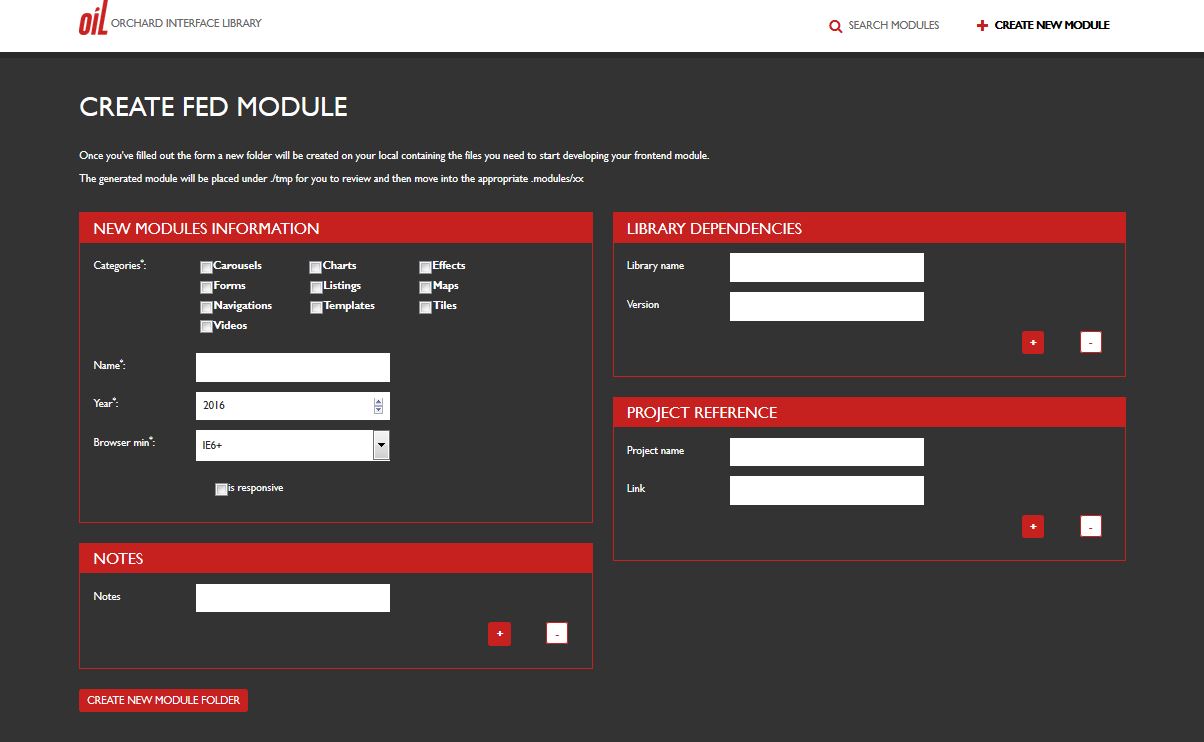 oil ORCHARD INTERFACE LIBRARY
SEARCH MODULES
+ CREATE NEW MODULE
CREATE FED MODULE
Once you've filled out the form a new folder will be created on your local containing the files you need to start developing your frontend module.
The generated module will be placed under ./tmp for you to review and then move into the appropriate .modules/xx
NEW MODULES INFORMATION
Categories*:
Carousels Charts Effects
Forms Listings Maps
Navigations Templates Tiles
Videos
Name*:
Year*: 2016
Browser min*: IE6+
is responsive
NOTES
Notes
+ -
CREATE NEW MODULE FOLDER
LIBRARY DEPENDENCIES
Library name
Version
+ -
PROJECT REFERENCE
Project name
Link
+ -